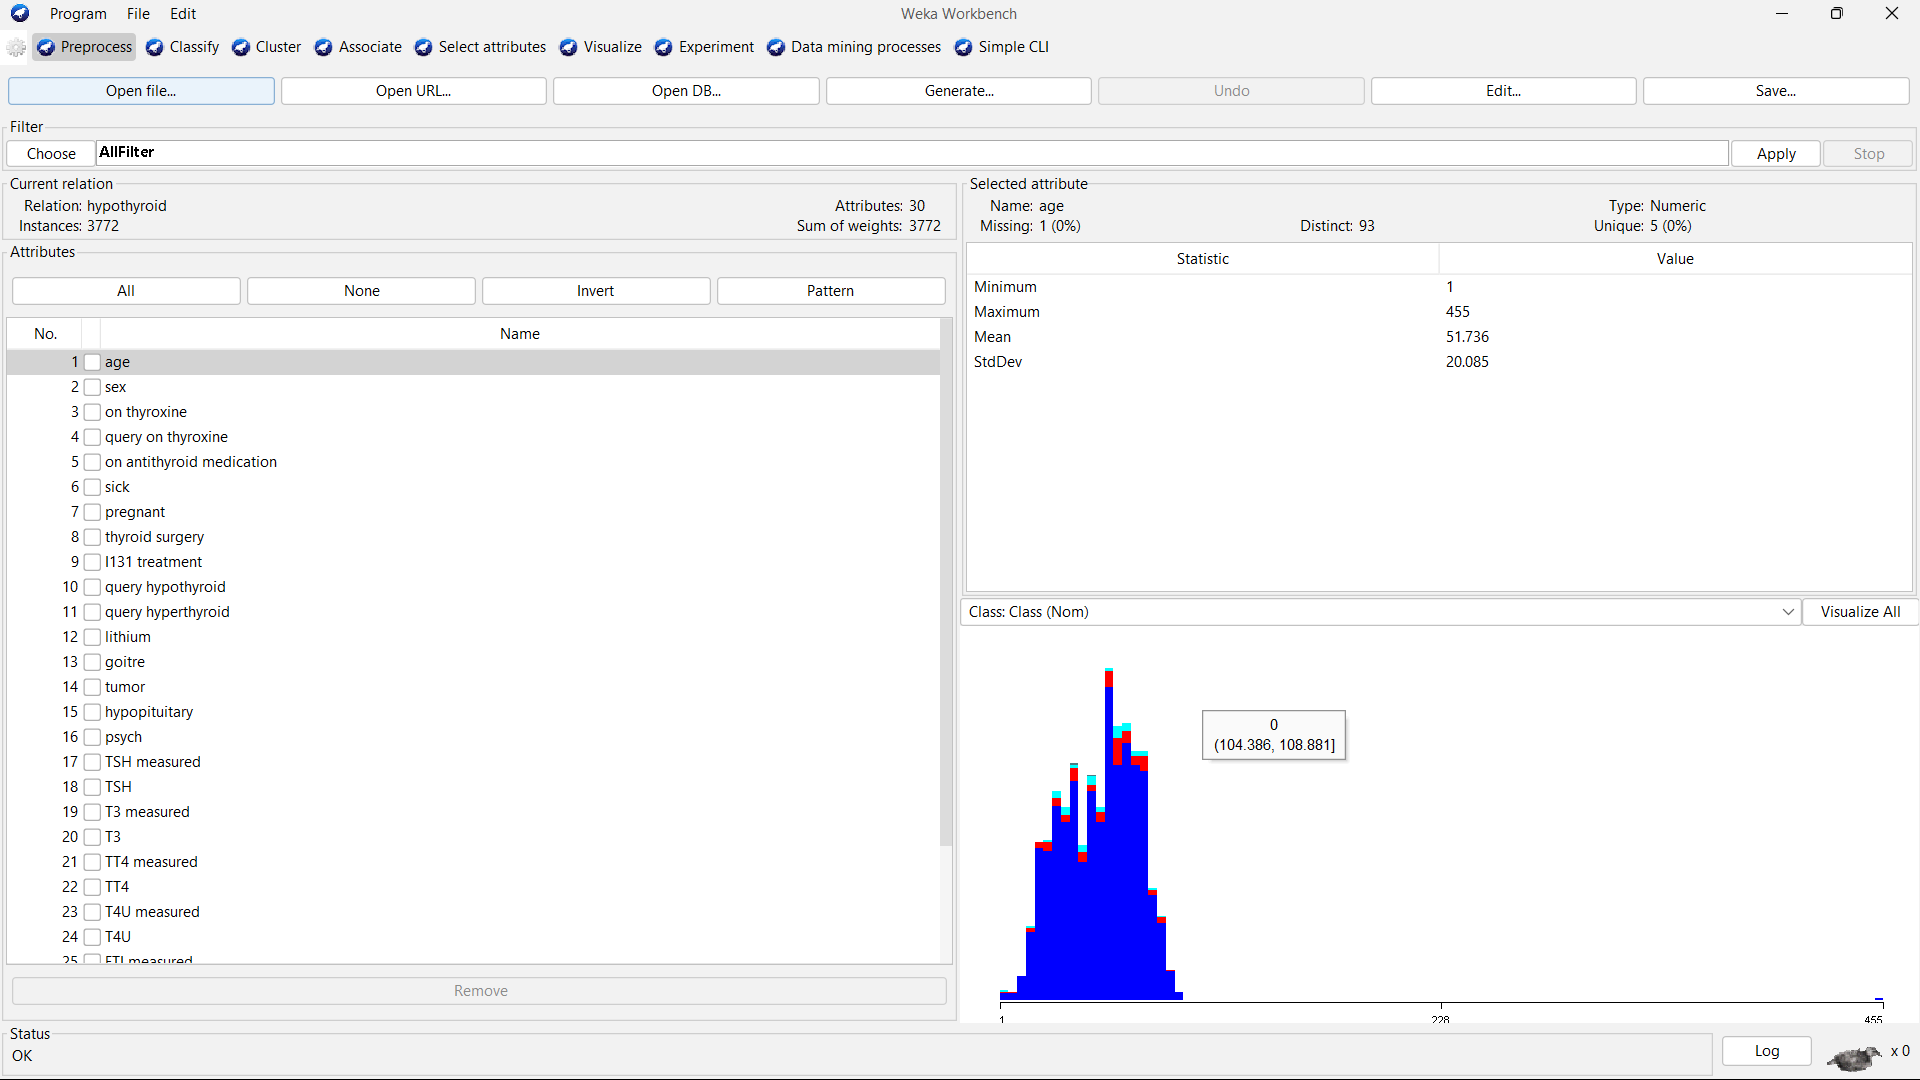 Program File Edit Weka Workbench
Preprocess Classify Cluster Associate Select attributes Visualize Experiment Data mining processes Simple CLI
Open file... Open URL... Open DB... Generate... Undo Edit... Save...
Filter
Choose AllFilter Apply Stop
Current relation
Relation: hypothyroid Attributes: 30
Instances: 3772 Sum of weights: 3772
Attributes
All None Invert Pattern
No. Name
1 age
2 sex
3 on thyroxine
4 query on thyroxine
5 on antithyroid medication
6 sick
7 pregnant
8 thyroid surgery
9 I131 treatment
10 query hypothyroid
11 query hyperthyroid
12 lithium
13 goitre
14 tumor
15 hypopituitary
16 psych
17 TSH measured
18 TSH
19 T3 measured
20 T3
21 TT4 measured
22 TT4
23 T4U measured
24 T4U
25 FTI measured
Remove
Selected attribute
Name: age Type: Numeric
Missing: 1 (0%) Distinct: 93 Unique: 5 (0%)
Statistic Value
Minimum 1
Maximum 455
Mean 51.736
StdDev 20.085
Class: Class (Nom) Visualize All
0
(104.386, 108.881]
1 228 455
Status
OK
Log x 0